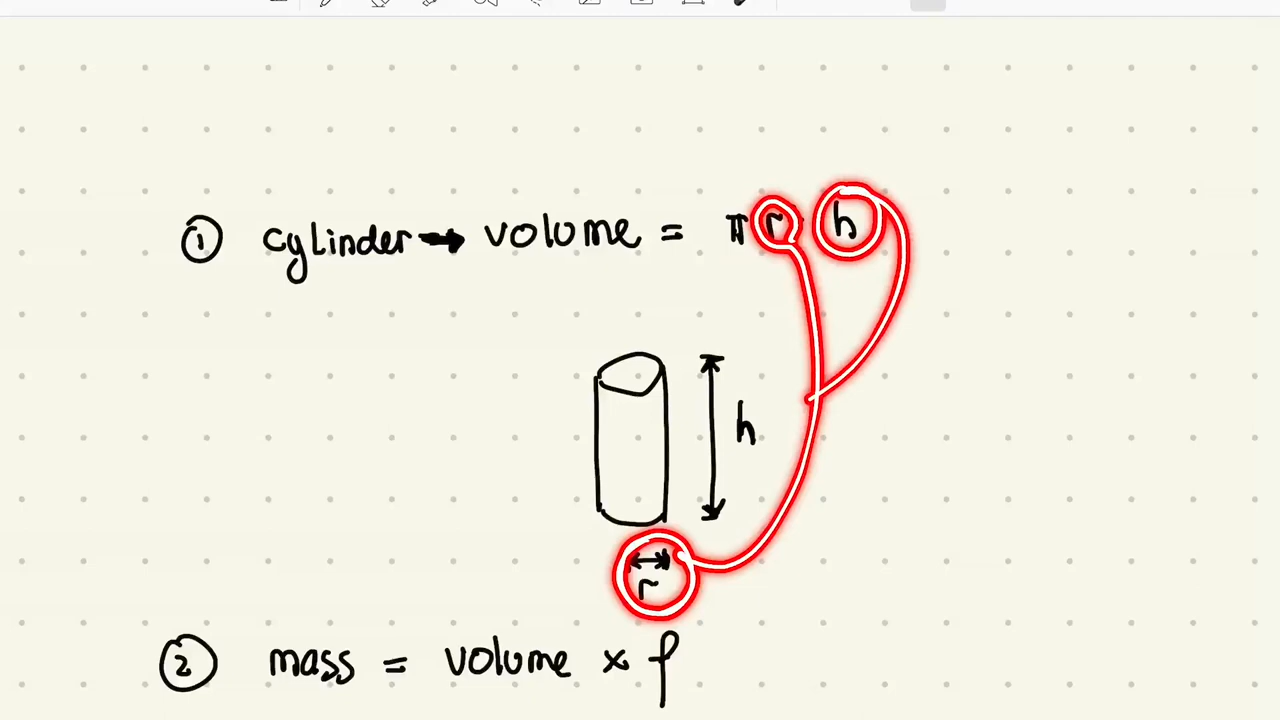 ① cylinder → volume = π r h
h
r
② mass = volume × ρ